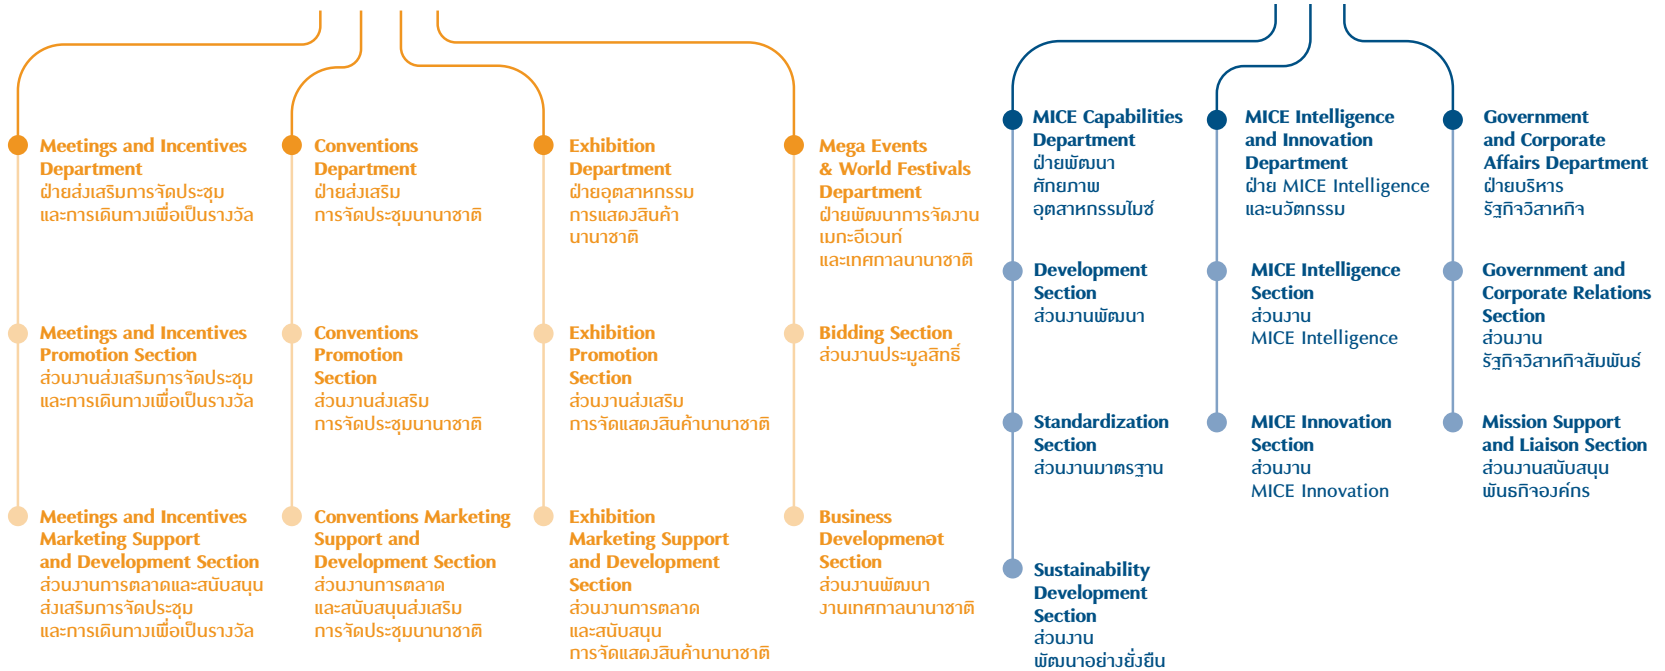 Meetings and Incentives
Department
ฝ่ายส่งเสริมการจัดประชุม
และการเดินทางเพื่อเป็นรางวัล
Meetings and Incentives
Promotion Section
ส่วนงานส่งเสริมการจัดประชุม
และการเดินทางเพื่อเป็นรางวัล
Meetings and Incentives
Marketing Support
and Development Section
ส่วนงานการตลาดและสนับสนุน
ส่งเสริมการจัดประชุม
และการเดินทางเพื่อเป็นรางวัล
Conventions
Department
ฝ่ายส่งเสริม
การจัดประชุมนานาชาติ
Conventions
Promotion
Section
ส่วนงานส่งเสริม
การจัดประชุมนานาชาติ
Conventions Marketing
Support and
Development Section
ส่วนงานการตลาด
และสนับสนุนส่งเสริม
การจัดประชุมนานาชาติ
Exhibition
Department
ฝ่ายอุตสาหกรรม
การแสดงสินค้า
นานาชาติ
Exhibition
Promotion
Section
ส่วนงานส่งเสริม
การจัดแสดงสินค้านานาชาติ
Exhibition
Marketing Support
and Development
Section
ส่วนงานการตลาด
และสนับสนุน
การจัดแสดงสินค้านานาชาติ
Mega Events
& World Festivals
Department
ฝ่ายพัฒนาการจัดงาน
เมกะอีเวนท์
และเทศกาลนานาชาติ
Bidding Section
ส่วนงานประมูลสิทธิ์
Business
Developmenอt
Section
ส่วนงานพัฒนา
งานเทศกาลนานาชาติ
MICE Capabilities
Department
ฝ่ายพัฒนา
ศักยภาพ
อุตสาหกรรมไมซ์
Development
Section
ส่วนงานพัฒนา
Standardization
Section
ส่วนงานมาตรฐาน
Sustainability
Development
Section
ส่วนงาน
พัฒนาอย่างยั่งยืน
MICE Intelligence
and Innovation
Department
ฝ่าย MICE Intelligence
และนวัตกรรม
MICE Intelligence
Section
ส่วนงาน
MICE Intelligence
MICE Innovation
Section
ส่วนงาน
MICE Innovation
Government
and Corporate
Affairs Department
ฝ่ายบริหาร
รัฐกิจวิสาหกิจ
Government and
Corporate Relations
Section
ส่วนงาน
รัฐกิจวิสาหกิจสัมพันธ์
Mission Support
and Liaison Section
ส่วนงานสนับสนุน
พันธกิจองค์กร